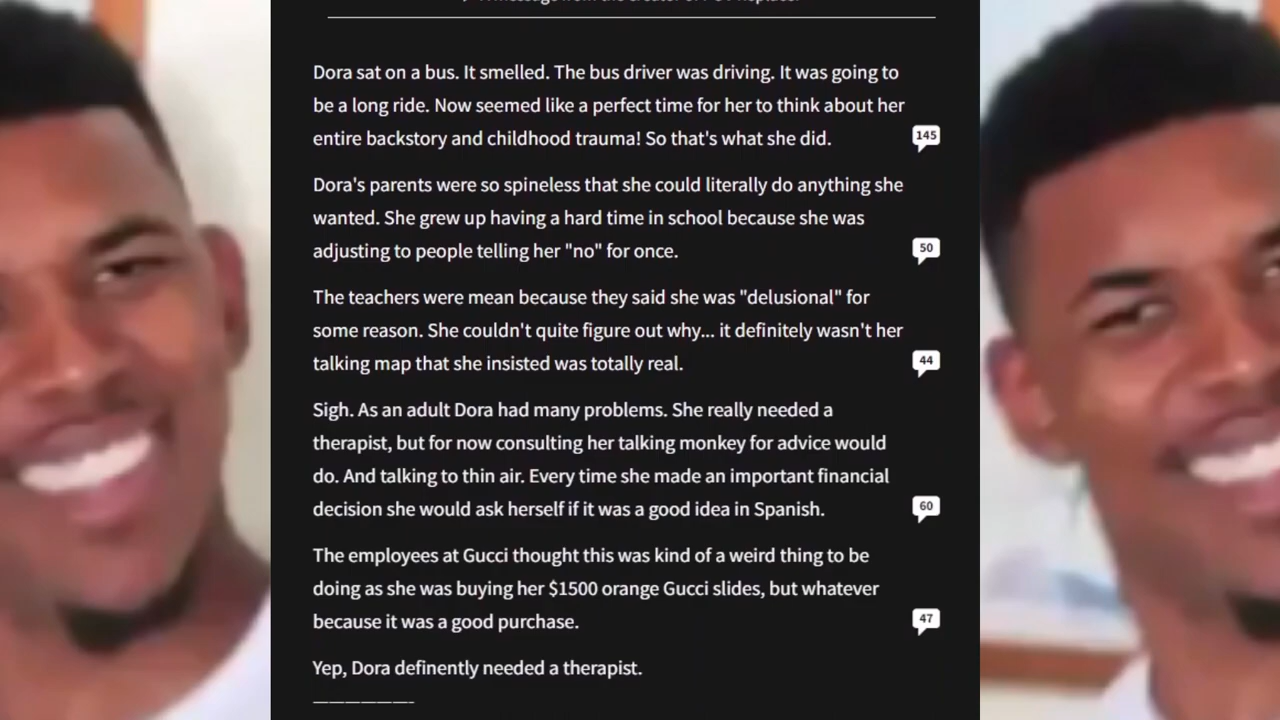 Dora sat on a bus. It smelled. The bus driver was driving. It was going to
be a long ride. Now seemed like a perfect time for her to think about her
entire backstory and childhood trauma! So that's what she did.
145
Dora's parents were so spineless that she could literally do anything she
wanted. She grew up having a hard time in school because she was
adjusting to people telling her "no" for once.
50
The teachers were mean because they said she was "delusional" for
some reason. She couldn't quite figure out why... it definitely wasn't her
talking map that she insisted was totally real.
44
Sigh. As an adult Dora had many problems. She really needed a
therapist, but for now consulting her talking monkey for advice would
do. And talking to thin air. Every time she made an important financial
decision she would ask herself if it was a good idea in Spanish.
60
The employees at Gucci thought this was kind of a weird thing to be
doing as she was buying her $1500 orange Gucci slides, but whatever
because it was a good purchase.
47
Yep, Dora definently needed a therapist.